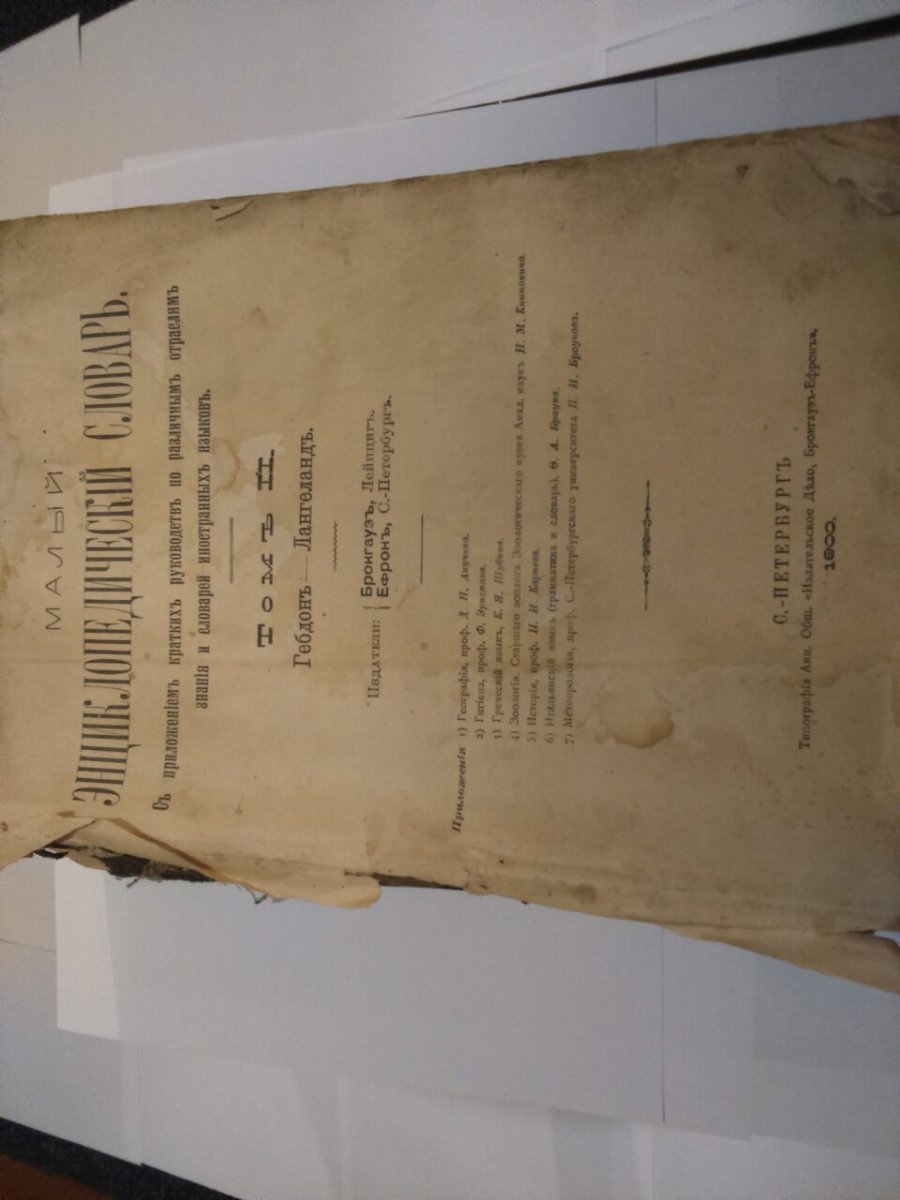 МАЛЫЙ
ЭНЦИКЛОПЕДИЧЕСКІЙ СЛОВАРЬ.
Съ приложеніемъ краткихъ руководствъ по различнымъ отраслямъ
знанія и словарей иностранныхъ языковъ.
Томъ II.
Гебдонъ — Лангеландъ.
Издатели: { Брокгаузъ, Лейпцигъ.
Ефронъ, С.-Петербургъ.
Приложенія: 1) Географія, проф. Д. Н. Анучина.
2) Гигіена, проф. Ф. Эрисмана.
3) Греческій языкъ, К. Я. Шубина.
4) Зоологія. Старшаго зоолога Зоологическаго музея Акад. наукъ Н. М. Книповича.
5) Исторія, проф. Н. И. Карѣева.
6) Итальянскій языкъ (грамматика и словарь), Ѳ. А. Брауна.
7) Метеорологія, проф. С.-Петербургскаго университета П. И. Броунова.
С.-ПЕТЕРБУРГЪ
Типографія Акц. Общ. «Издательское Дѣло, Брокгаузъ-Ефронъ»,
1900.